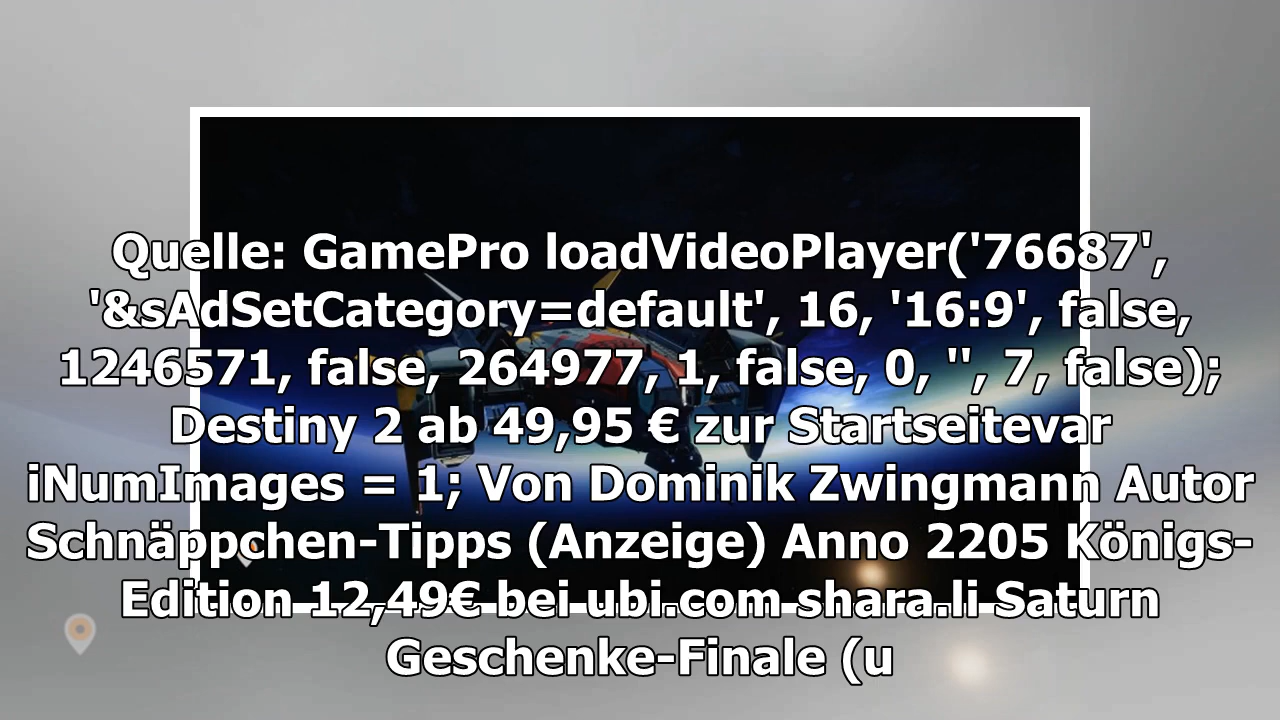 Quelle: GamePro loadVideoPlayer('76687',
'&sAdSetCategory=default', 16, '16:9', false,
1246571, false, 264977, 1, false, 0, '', 7, false);
Destiny 2 ab 49,95 € zur Startseitevar
iNumImages = 1; Von Dominik Zwingmann Autor
Schnäppchen-Tipps (Anzeige) Anno 2205 Königs-
Edition 12,49€ bei ubi.com shara.li Saturn
Geschenke-Finale (u